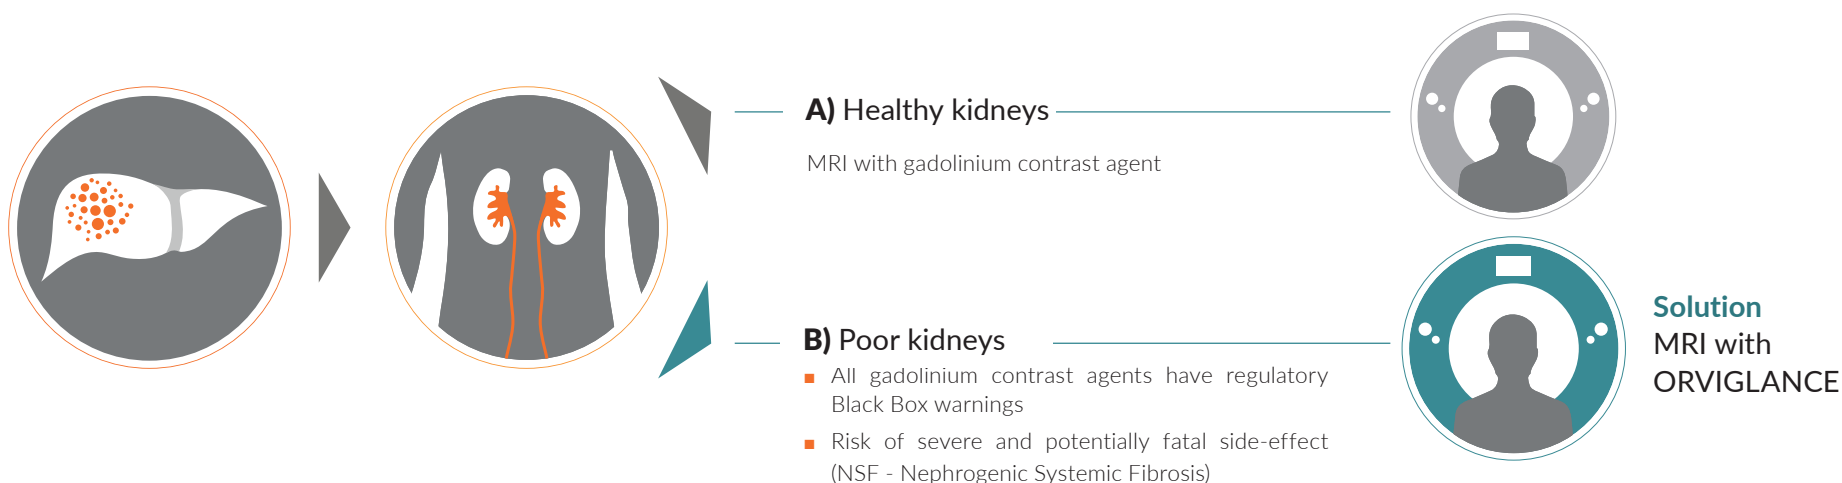 A) Healthy kidneys
MRI with gadolinium contrast agent
B) Poor kidneys
■ All gadolinium contrast agents have regulatory
Black Box warnings
■ Risk of severe and potentially fatal side-effect
(NSF - Nephrogenic Systemic Fibrosis)
Solution
MRI with
ORVIGLANCE